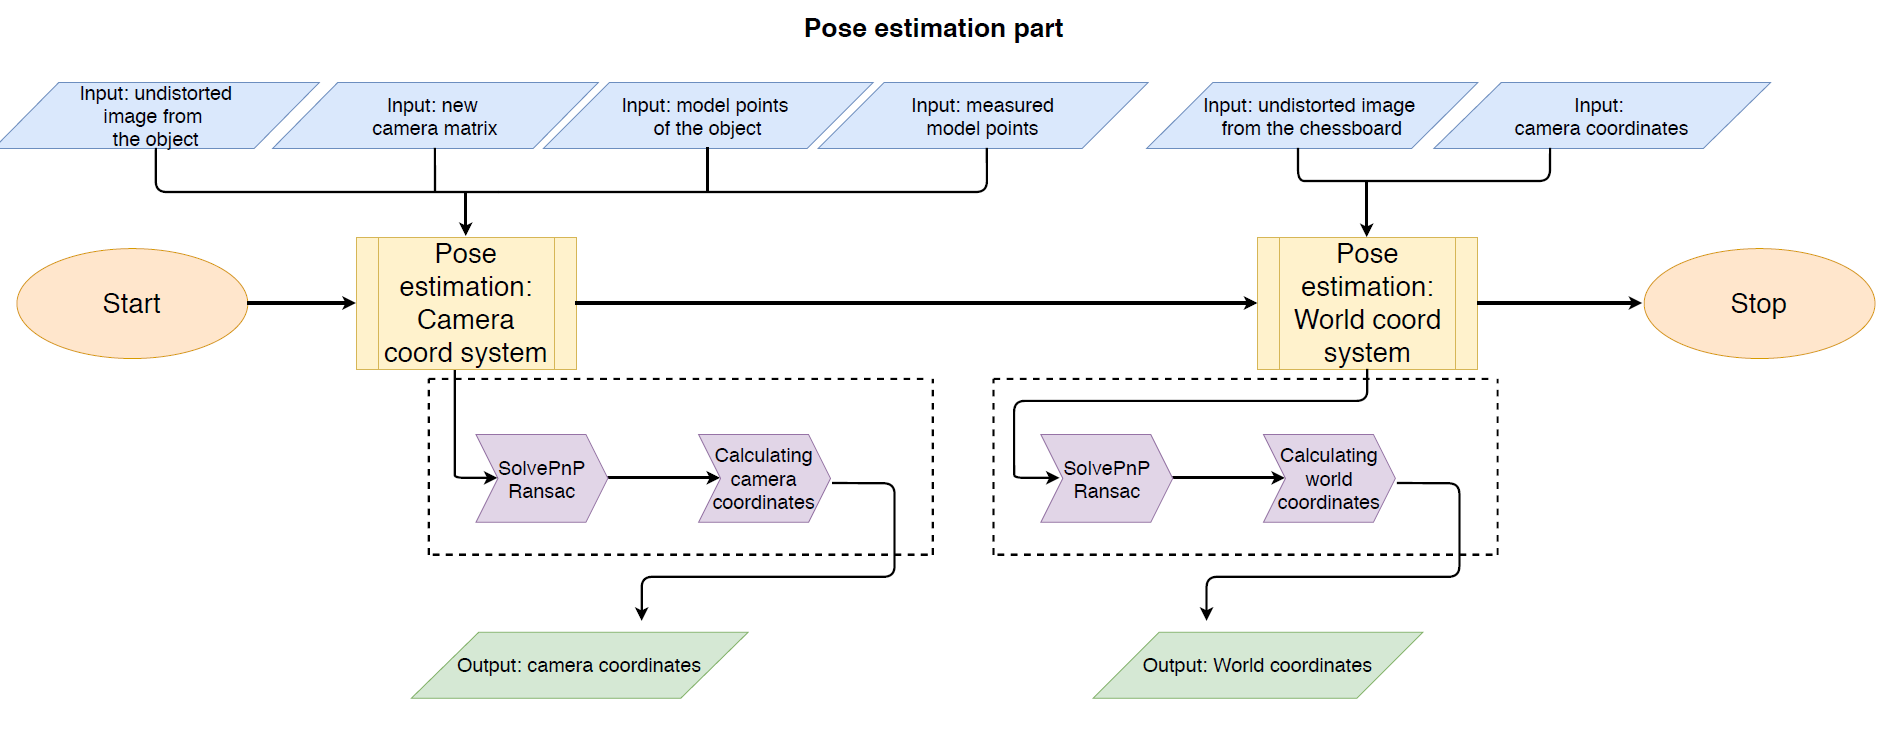 Pose estimation part
Input: undistorted
image from
the object
Input: new
camera matrix
Input: model points
of the object
Input: measured
model points
Input: undistorted image
from the chessboard
Input:
camera coordinates
Start
Pose
estimation:
Camera
coord system
Pose
estimation:
World coord
system
Stop
SolvePnP
Ransac
Calculating
camera
coordinates
SolvePnP
Ransac
Calculating
world
coordinates
Output: camera coordinates
Output: World coordinates